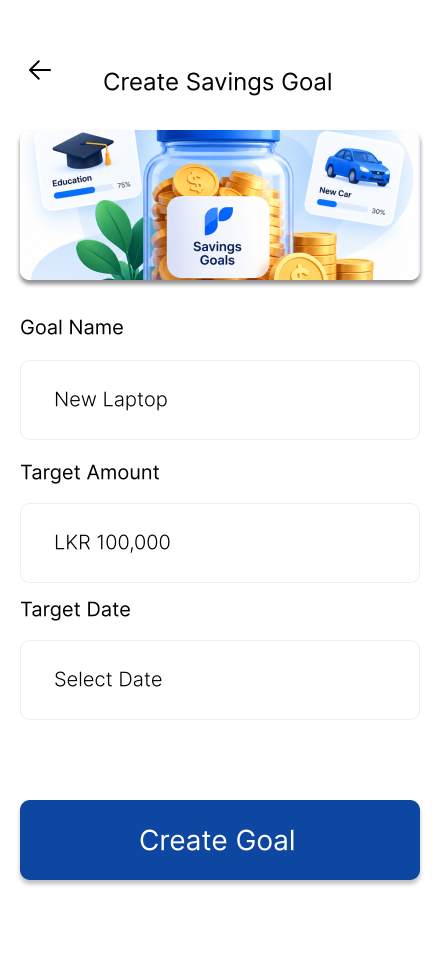 Create Savings Goal
Education
75%
New Car
30%
Savings
Goals
Goal Name
New Laptop
Target Amount
LKR 100,000
Target Date
Select Date
Create Goal